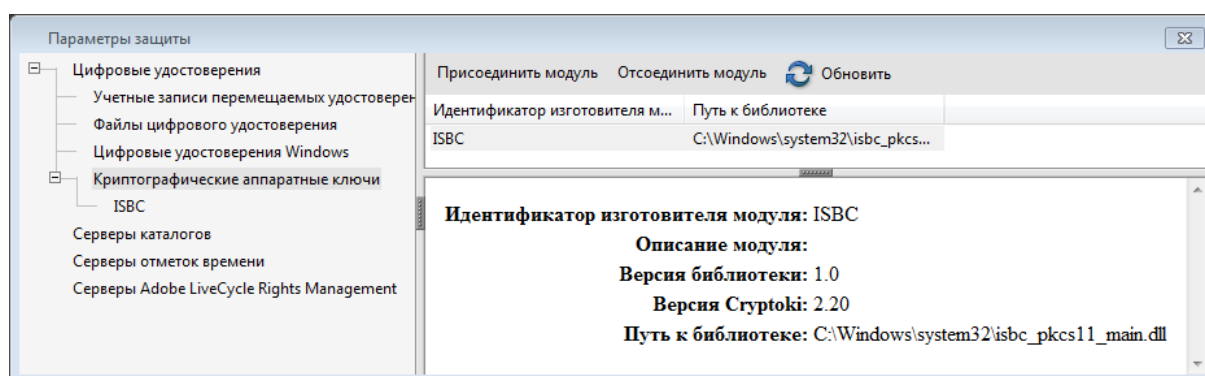 Параметры защиты
Цифровые удостоверения
Учетные записи перемещаемых удостоверен
Файлы цифрового удостоверения
Цифровые удостоверения Windows
Криптографические аппаратные ключи
ISBC
Серверы каталогов
Серверы отметок времени
Серверы Adobe LiveCycle Rights Management
Присоединить модуль Отсоединить модуль Обновить
Идентификатор изготовителя м... Путь к библиотеке
ISBC C:\Windows\system32\isbc_pkcs...
Идентификатор изготовителя модуля: ISBC
Описание модуля:
Версия библиотеки: 1.0
Версия Cryptoki: 2.20
Путь к библиотеке: C:\Windows\system32\isbc_pkcs11_main.dll